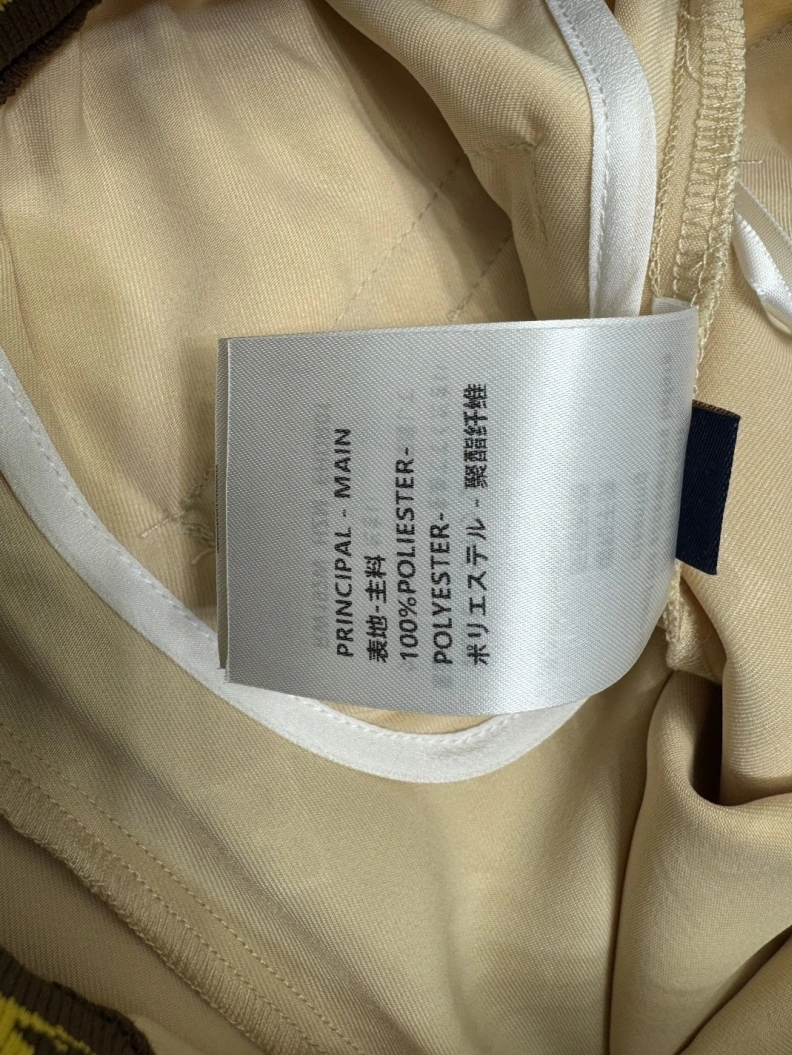 PRINCIPAL - MAIN
表地-主料
100%POLIESTER-
POLYESTER-
ポリエステル - 聚酯纤维